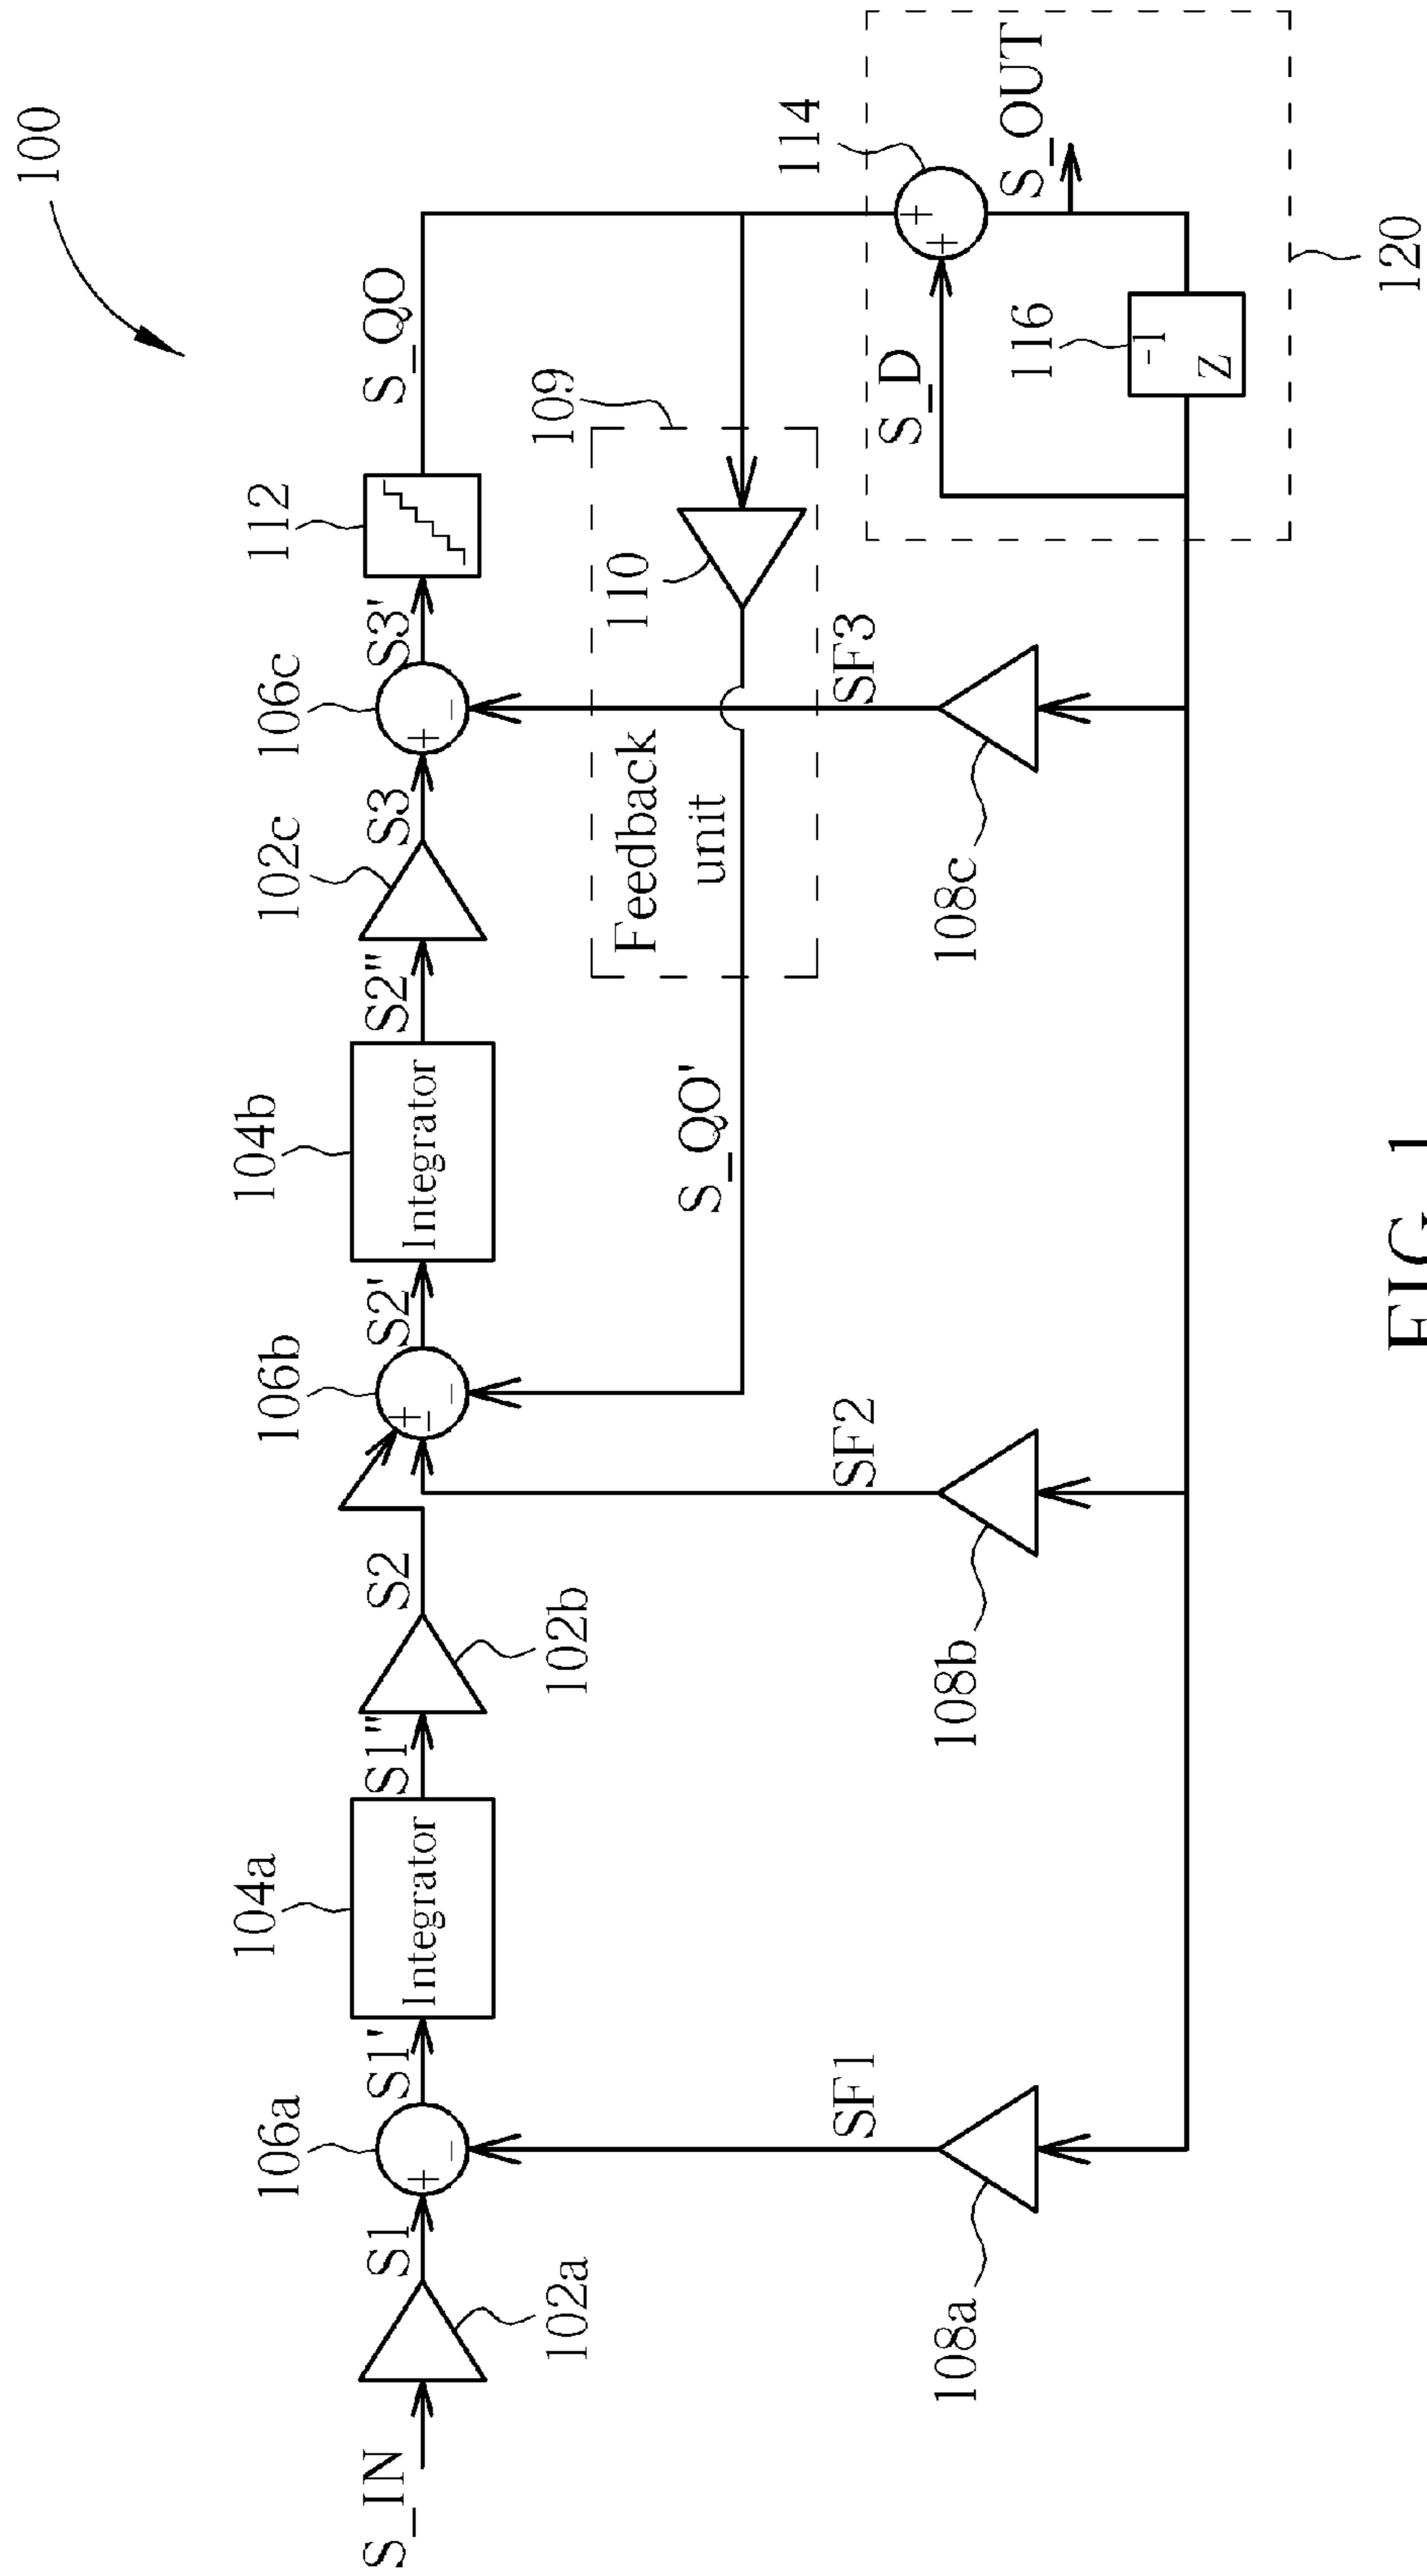 100
S_IN
102a
S1
106a
S1'
104a
Integrator
S1"
102b
S2
106b
S2'
104b
Integrator
S2"
102c
S3
106c
S3'
112
S_QO
+
-
+
-
-
+
-
109
110
Feedback
unit
S_QO'
SF1
SF2
SF3
108a
108b
108c
114
+
+
S_D
S_OUT
116
z -1
120
FIG. 1